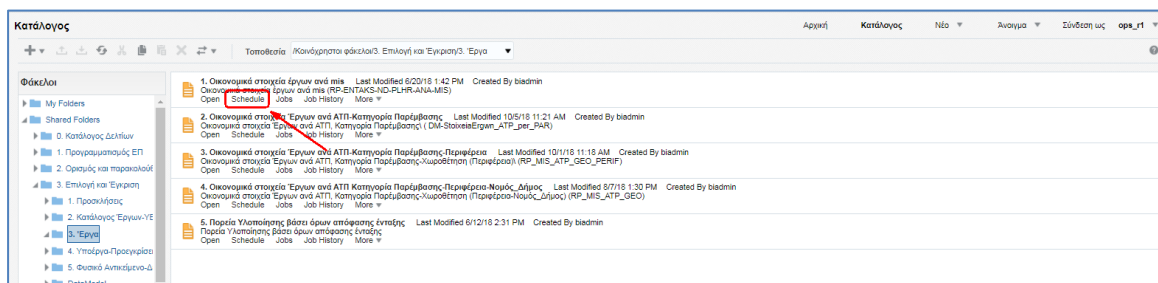 Κατάλογος
Αρχική Κατάλογος Νέο Άνοιγμα Σύνδεση ως ops_r1
Τοποθεσία /Κοινόχρηστοι φάκελοι/3. Επιλογή και Έγκριση/3. Έργα
Φάκελοι
My Folders
Shared Folders
0. Κατάλογος Δελτίων
1. Προγραμματισμός ΕΠ
2. Ορισμός και παρακολούθ
3. Επιλογή και Έγκριση
1. Προσκλήσεις
2. Κατάλογος Έργων-ΥΕ
3. Έργα
4. Υποέργα-Προεγκρίσει
5. Φυσικό Αντικείμενο-Δ
DataModel
1. Οικονομικά στοιχεία έργων ανά mis Last Modified 6/20/18 1:42 PM Created By biadmin
Οικονομικά στοιχεία έργων ανά mis (RP-ENTAKS-ND-PLHR-ANA-MIS)
Open Schedule Jobs Job History More
2. Οικονομικά στοιχεία Έργων ανά ΑΤΠ-Κατηγορία Παρέμβασης Last Modified 10/5/18 11:21 AM Created By biadmin
Οικονομικά στοιχεία Έργων ανά ΑΤΠ, Κατηγορία Παρέμβασης\ ( DM-StoixeiaErgwn_ATP_per_PAR)
Open Schedule Jobs Job History More
3. Οικονομικά στοιχεία Έργων ανά ΑΤΠ-Κατηγορία Παρέμβασης-Περιφέρεια Last Modified 10/1/18 11:18 AM Created By biadmin
Οικονομικά στοιχεία Έργων ανά ΑΤΠ, Κατηγορία Παρέμβασης-Χωροθέτηση (Περιφέρεια)\ (RP_MIS_ATP_GEO_PERIF)
Open Schedule Jobs Job History More
4. Οικονομικά στοιχεία Έργων ανά ΑΤΠ Κατηγορία Παρέμβασης-Περιφέρεια-Νομός_Δήμος Last Modified 8/7/18 1:30 PM Created By biadmin
Οικονομικά στοιχεία Έργων ανά ΑΤΠ, Κατηγορία Παρέμβασης-Χωροθέτηση (Περιφέρεια-Νομός_Δήμος) (RP_MIS_ATP_GEO)
Open Schedule Jobs Job History More
5. Πορεία Υλοποίησης βάσει όρων απόφασης ένταξης Last Modified 6/12/18 2:31 PM Created By biadmin
Πορεία Υλοποίησης βάσει όρων απόφασης ένταξης
Open Schedule Jobs Job History More